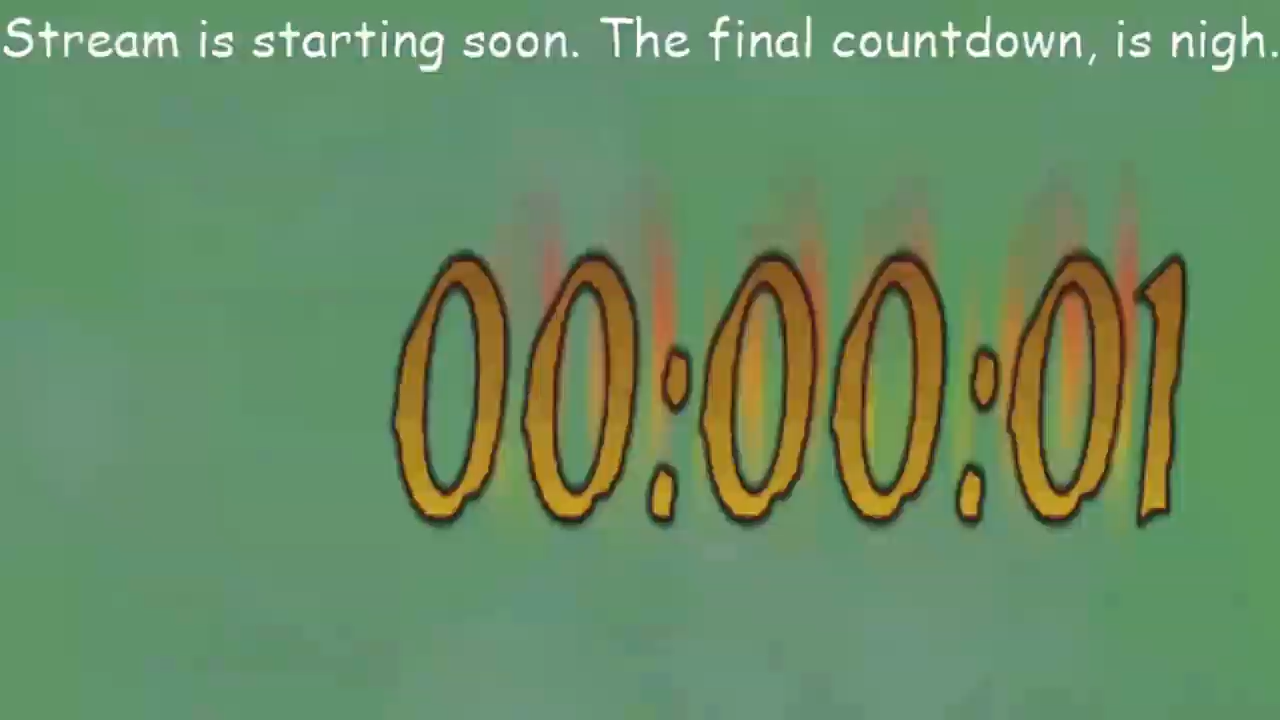 Stream is starting soon. The final countdown, is nigh.
00:00:01